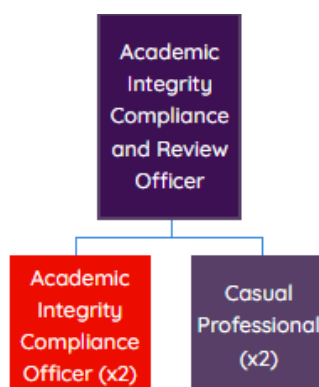 Academic
Integrity
Compliance
and Review
Officer
Academic
Integrity
Compliance
Officer (x2)
Casual
Professional
(x2)